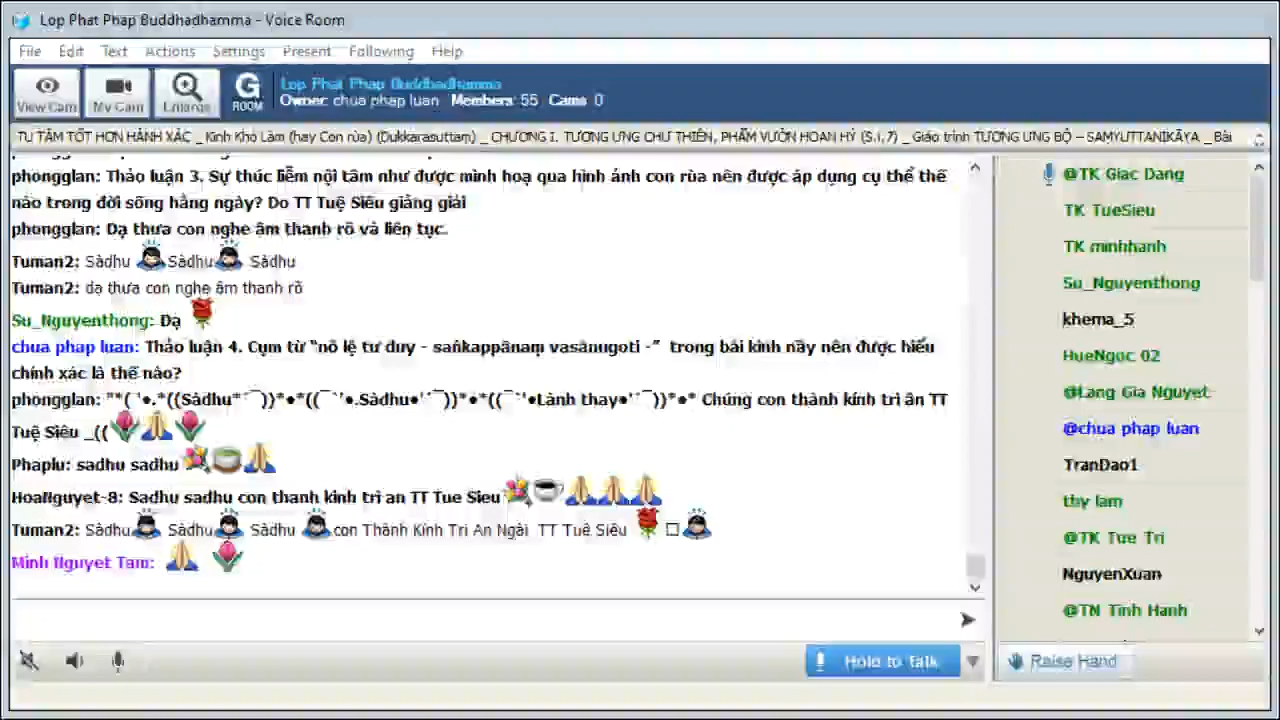 Lop Phat Phap Buddhadhamma - Voice Room
File Edit Text Actions Settings Present Following Help
View Cam My Cam Enlarge G ROOM
Lop Phat Phap Buddhadhamma
Owner: chua phap luan Members: 55 Cams 0
TU TÂM TỐT HƠN HÀNH XÁC _ Kinh Khó Làm (hay Con rùa) (Dukkarasuttaṃ) _ CHƯƠNG I. TƯƠNG ƯNG CHƯ THIÊN, PHẨM VƯỜN HOAN HỶ (S.i,7) _ Giáo trình TƯƠNG ƯNG BỘ – SAṂYUTTANIKĀYA _ Bài
phongglan: Thảo luận 3. Sự thúc liễm nội tâm như được minh hoạ qua hình ảnh con rùa nên được áp dụng cụ thể thế
nào trong đời sống hằng ngày? Do TT Tuệ Siêu giảng giải
phongglan: Dạ thưa con nghe âm thanh rõ và liên tục.
Tuman2: Sàdhu Sàdhu Sàdhu
Tuman2: dạ thưa con nghe âm thanh rõ
Su_Nguyenthong: Dạ
chua phap luan: Thảo luận 4. Cụm từ “nô lệ tư duy - saṅkappānaṃ vasānugoti -” trong bài kinh nầy nên được hiểu
chính xác là thế nào?
phongglan: "*( ¨'●.*((Sàdhu*´¯))*●*((¯`'●.Sàdhu●'´¯))*●*((¯`'●Lành thay●'´¯))*●* Chúng con thành kính tri ân TT
Tuệ Siêu _((
Phaplu: sadhu sadhu
HoaNguyet-8: Sadhu sadhu con thanh kinh tri an TT Tue Sieu
Tuman2: Sàdhu Sàdhu Sàdhu con Thành Kính Tri Ân Ngài TT Tuệ Siêu
Minh Nguyet Tam:
Hold to Talk
@TK Giac Dang
TK TueSieu
TK minhhanh
Su_Nguyenthong
khema_5
HueNgoc 02
@Lang Gia Nguyet
@chua phap luan
TranDao1
thy lam
@TK Tue Tri
NguyenXuan
@TN Tinh Hanh
Raise Hand